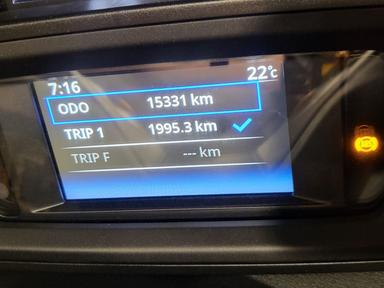 7:16 22°c
ODO 15331 km
TRIP 1 1995.3 km
TRIP F --- km